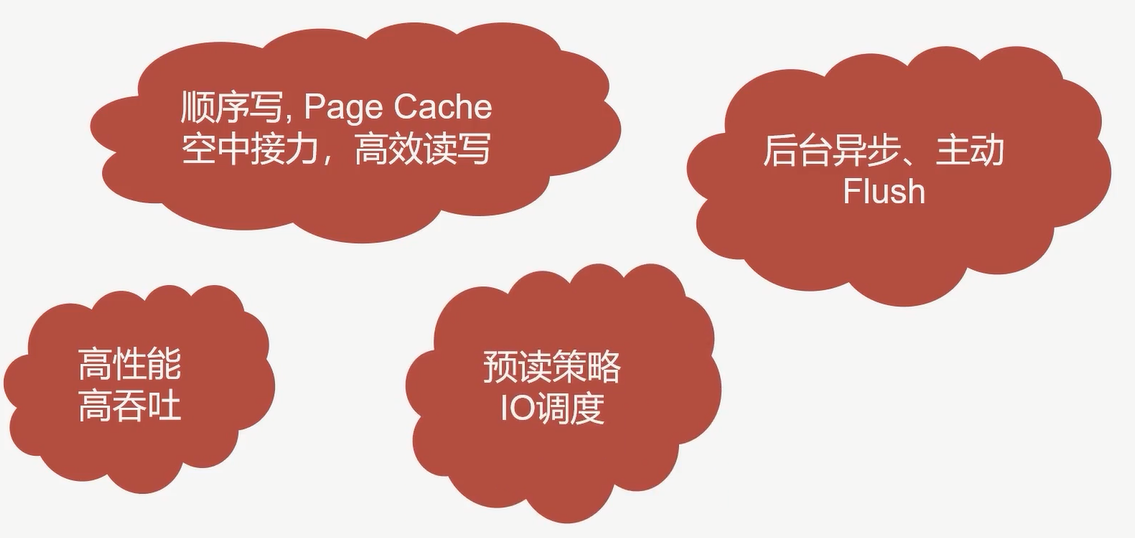 顺序写, Page Cache
空中接力，高效读写
后台异步、主动
Flush
高性能
高吞吐
预读策略
IO调度